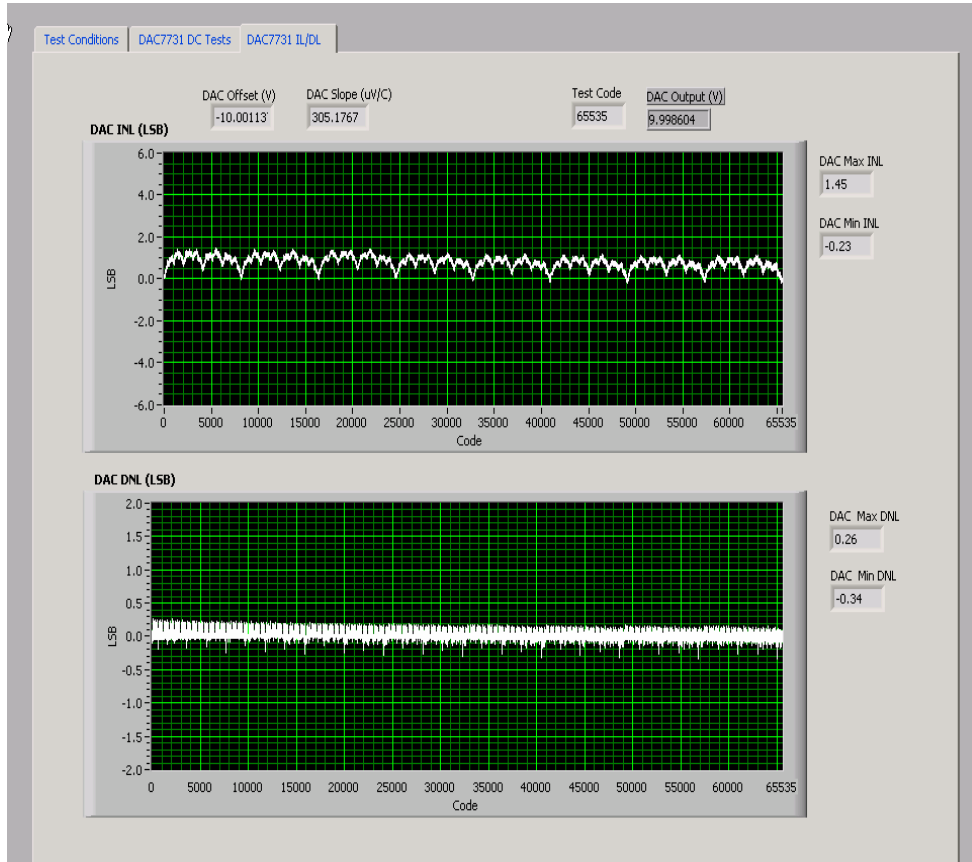 Test Conditions DAC7731 DC Tests DAC7731 IL/DL
DAC Offset (V) DAC Slope (uV/C) Test Code DAC Output (V)
-10.00113 305.1767 65535 9.998604
DAC INL (LSB)
6.0
4.0
2.0
0.0
-2.0
-4.0
-6.0
LSB
0 5000 10000 15000 20000 25000 30000 35000 40000 45000 50000 55000 60000 65535
Code
DAC Max INL
1.45
DAC Min INL
-0.23
DAC DNL (LSB)
2.0
1.5
1.0
0.5
0.0
-0.5
-1.0
-1.5
-2.0
LSB
0 5000 10000 15000 20000 25000 30000 35000 40000 45000 50000 55000 60000 65535
Code
DAC Max DNL
0.26
DAC Min DNL
-0.34